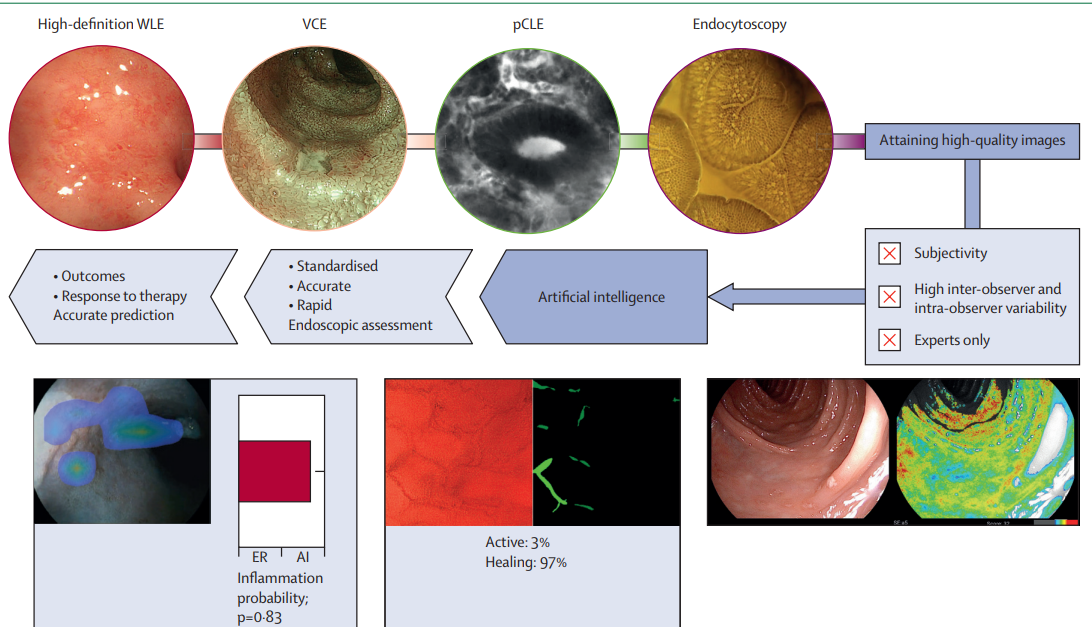 High-definition WLE
VCE
pCLE
Endocytoscopy
Attaining high-quality images
Subjectivity
High inter-observer and
intra-observer variability
Experts only
Artificial intelligence
• Standardised
• Accurate
• Rapid
Endoscopic assessment
• Outcomes
• Response to therapy
Accurate prediction
ER AI
Inflammation
probability;
p=0·83
Active: 3%
Healing: 97%